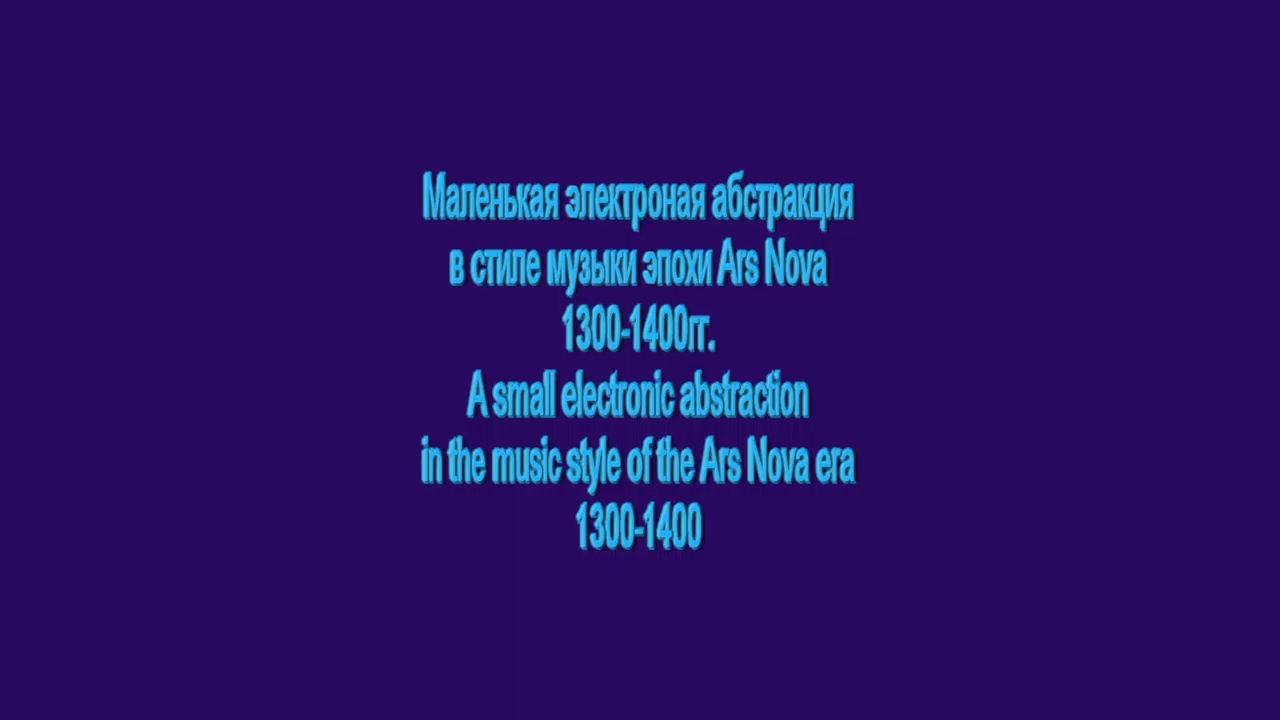 Маленькая электроная абстракция
в стиле музыки эпохи Ars Nova
1300-1400гг.
A small electronic abstraction
in the music style of the Ars Nova era
1300-1400